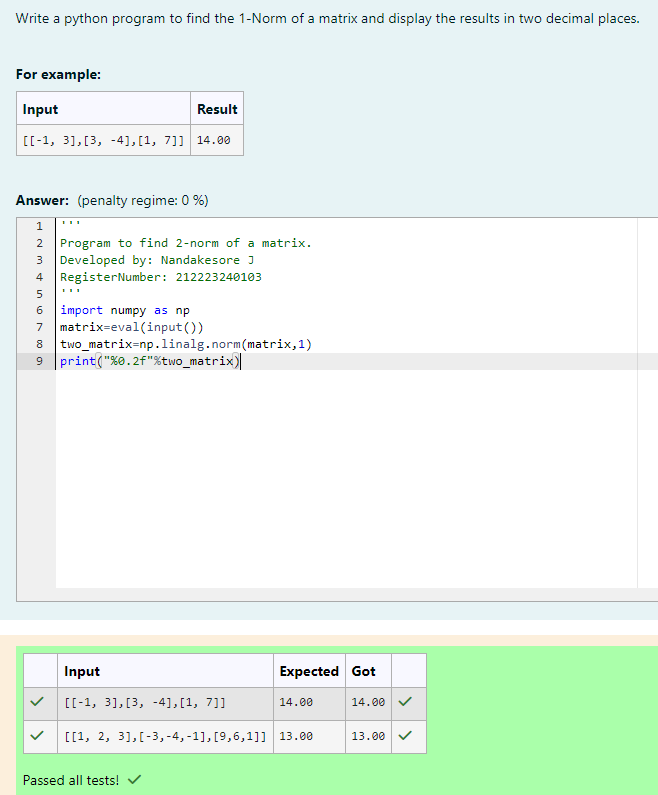 Write a python program to find the 1-Norm of a matrix and display the results in two decimal places.
For example:
Input Result
[[-1, 3],[3, -4],[1, 7]] 14.00
Answer: (penalty regime: 0 %)
1 '''
2 Program to find 2-norm of a matrix.
3 Developed by: Nandakesore J
4 RegisterNumber: 212223240103
5 '''
6 import numpy as np
7 matrix=eval(input())
8 two_matrix=np.linalg.norm(matrix,1)
9 print("%0.2f"%two_matrix)
Input Expected Got
[[-1, 3],[3, -4],[1, 7]] 14.00 14.00
[[1, 2, 3],[-3,-4,-1],[9,6,1]] 13.00 13.00
Passed all tests!